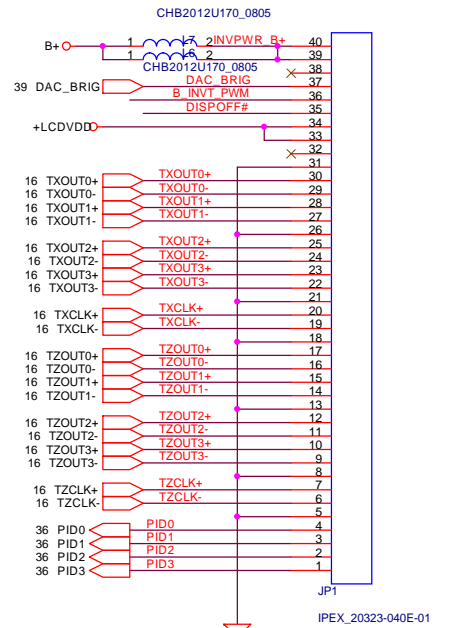 CHB2012U170_0805
B+ 1 7 2 INVPWR_B+ 40
1 6 2 39
CHB2012U170_0805 38
39 DAC_BRIG DAC_BRIG 37
B_INVT_PWM 36
DISPOFF# 35
+LCDVDD 34
33
32
31
16 TXOUT0+ TXOUT0+ 30
16 TXOUT0- TXOUT0- 29
16 TXOUT1+ TXOUT1+ 28
16 TXOUT1- TXOUT1- 27
26
16 TXOUT2+ TXOUT2+ 25
16 TXOUT2- TXOUT2- 24
16 TXOUT3+ TXOUT3+ 23
16 TXOUT3- TXOUT3- 22
21
16 TXCLK+ TXCLK+ 20
16 TXCLK- TXCLK- 19
18
16 TZOUT0+ TZOUT0+ 17
16 TZOUT0- TZOUT0- 16
16 TZOUT1+ TZOUT1+ 15
16 TZOUT1- TZOUT1- 14
13
16 TZOUT2+ TZOUT2+ 12
16 TZOUT2- TZOUT2- 11
16 TZOUT3+ TZOUT3+ 10
16 TZOUT3- TZOUT3- 9
8
16 TZCLK+ TZCLK+ 7
16 TZCLK- TZCLK- 6
5
36 PID0 PID0 4
36 PID1 PID1 3
36 PID2 PID2 2
36 PID3 PID3 1
JP1
IPEX_20323-040E-01